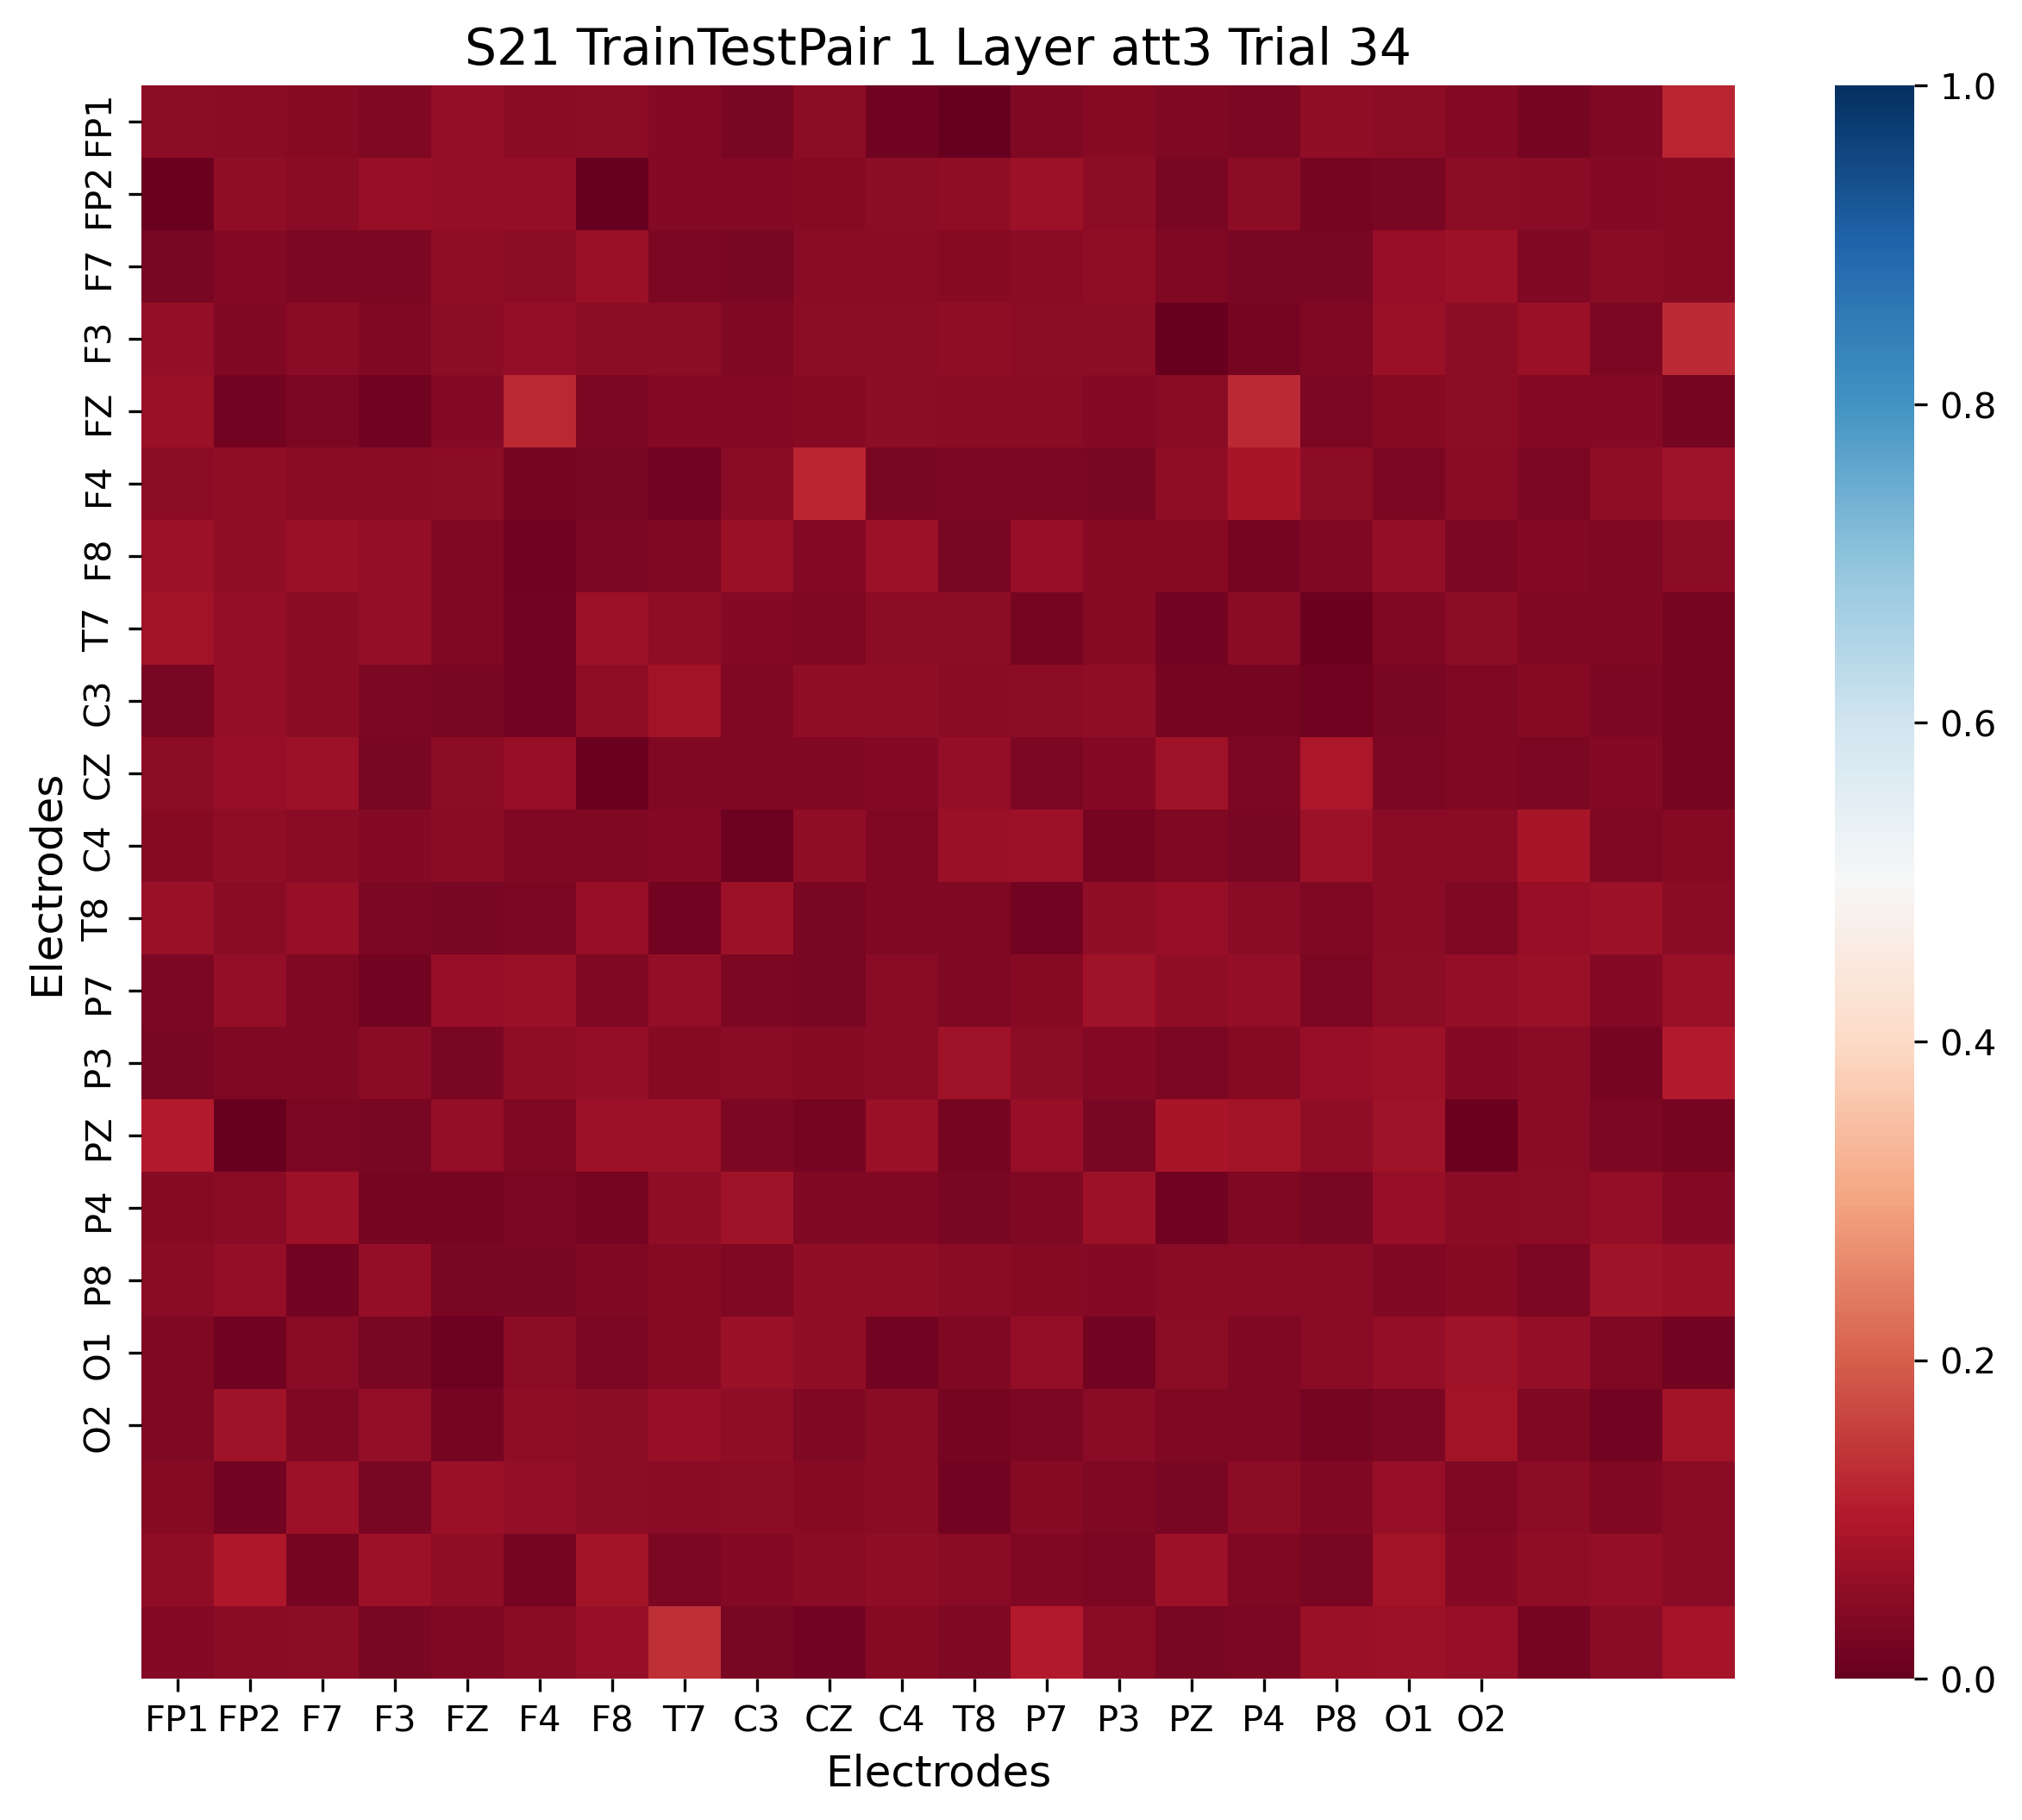 S21 TrainTestPair 1 Layer att3 Trial 34
Electrodes
FP1
FP2
F7
F3
FZ
F4
F8
T7
C3
CZ
C4
T8
P7
P3
PZ
P4
P8
O1
O2
FP1 FP2 F7 F3 FZ F4 F8 T7 C3 CZ C4 T8 P7 P3 PZ P4 P8 O1 O2
Electrodes
1.0
0.8
0.6
0.4
0.2
0.0